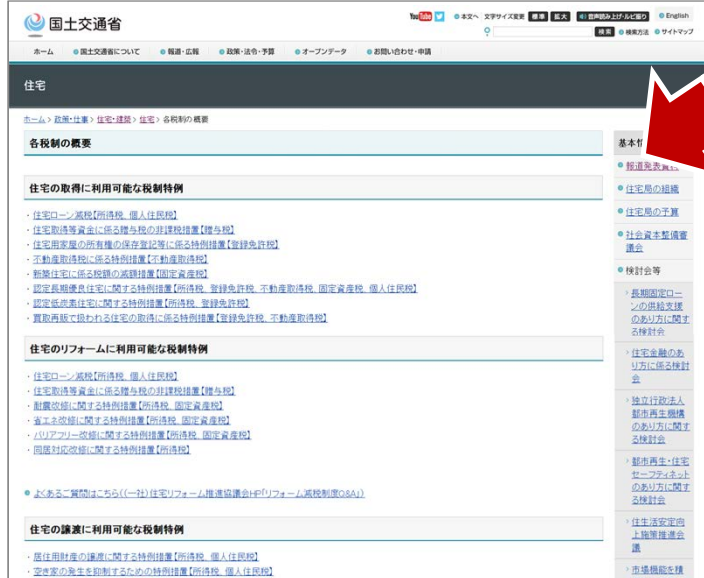 国土交通省
YouTube 本文へ 文字サイズ変更 標準 拡大 音声読み上げ・ルビ振り English
検索 検索方法 サイトマップ
ホーム 国土交通省について 報道・広報 政策・法令・予算 オープンデータ お問い合わせ・申請
住宅
ホーム > 政策・仕事 > 住宅・建築 > 住宅 > 各税制の概要
各税制の概要
住宅の取得に利用可能な税制特例
・住宅ローン減税【所得税、個人住民税】
・住宅取得等資金に係る贈与税の非課税措置【贈与税】
・住宅用家屋の所有権の保存登記等に係る特例措置【登録免許税】
・不動産取得税に係る特例措置【不動産取得税】
・新築住宅に係る税額の減額措置【固定資産税】
・認定長期優良住宅に関する特例措置【所得税、登録免許税、不動産取得税、固定資産税、個人住民税】
・認定低炭素住宅に関する特例措置【所得税、登録免許税】
・買取再販で扱われる住宅の取得に係る特例措置【登録免許税、不動産取得税】
住宅のリフォームに利用可能な税制特例
・住宅ローン減税【所得税、個人住民税】
・住宅取得等資金に係る贈与税の非課税措置【贈与税】
・耐震改修に関する特例措置【所得税、固定資産税】
・省エネ改修に関する特例措置【所得税、固定資産税】
・バリアフリー改修に関する特例措置【所得税、固定資産税】
・同居対応改修に関する特例措置【所得税】
よくあるご質問はこちら((一社)住宅リフォーム推進協議会HP「リフォーム減税制度Q&A」)
住宅の譲渡に利用可能な税制特例
・居住用財産の譲渡に関する特例措置【所得税、個人住民税】
・空き家の発生を抑制するための特例措置【所得税、個人住民税】
基本
報道発表資料
住宅局の組織
住宅局の予算
社会資本整備審
議会
検討会等
長期固定ロー
ンの供給支援
のあり方に関す
る検討会
住宅金融のあ
り方に係る検討
会
独立行政法人
都市再生機構
のあり方に関す
る検討会
都市再生・住宅
セーフティネット
のあり方に関す
る検討会
住生活安定向
上施策推進会
議
市場機能を積